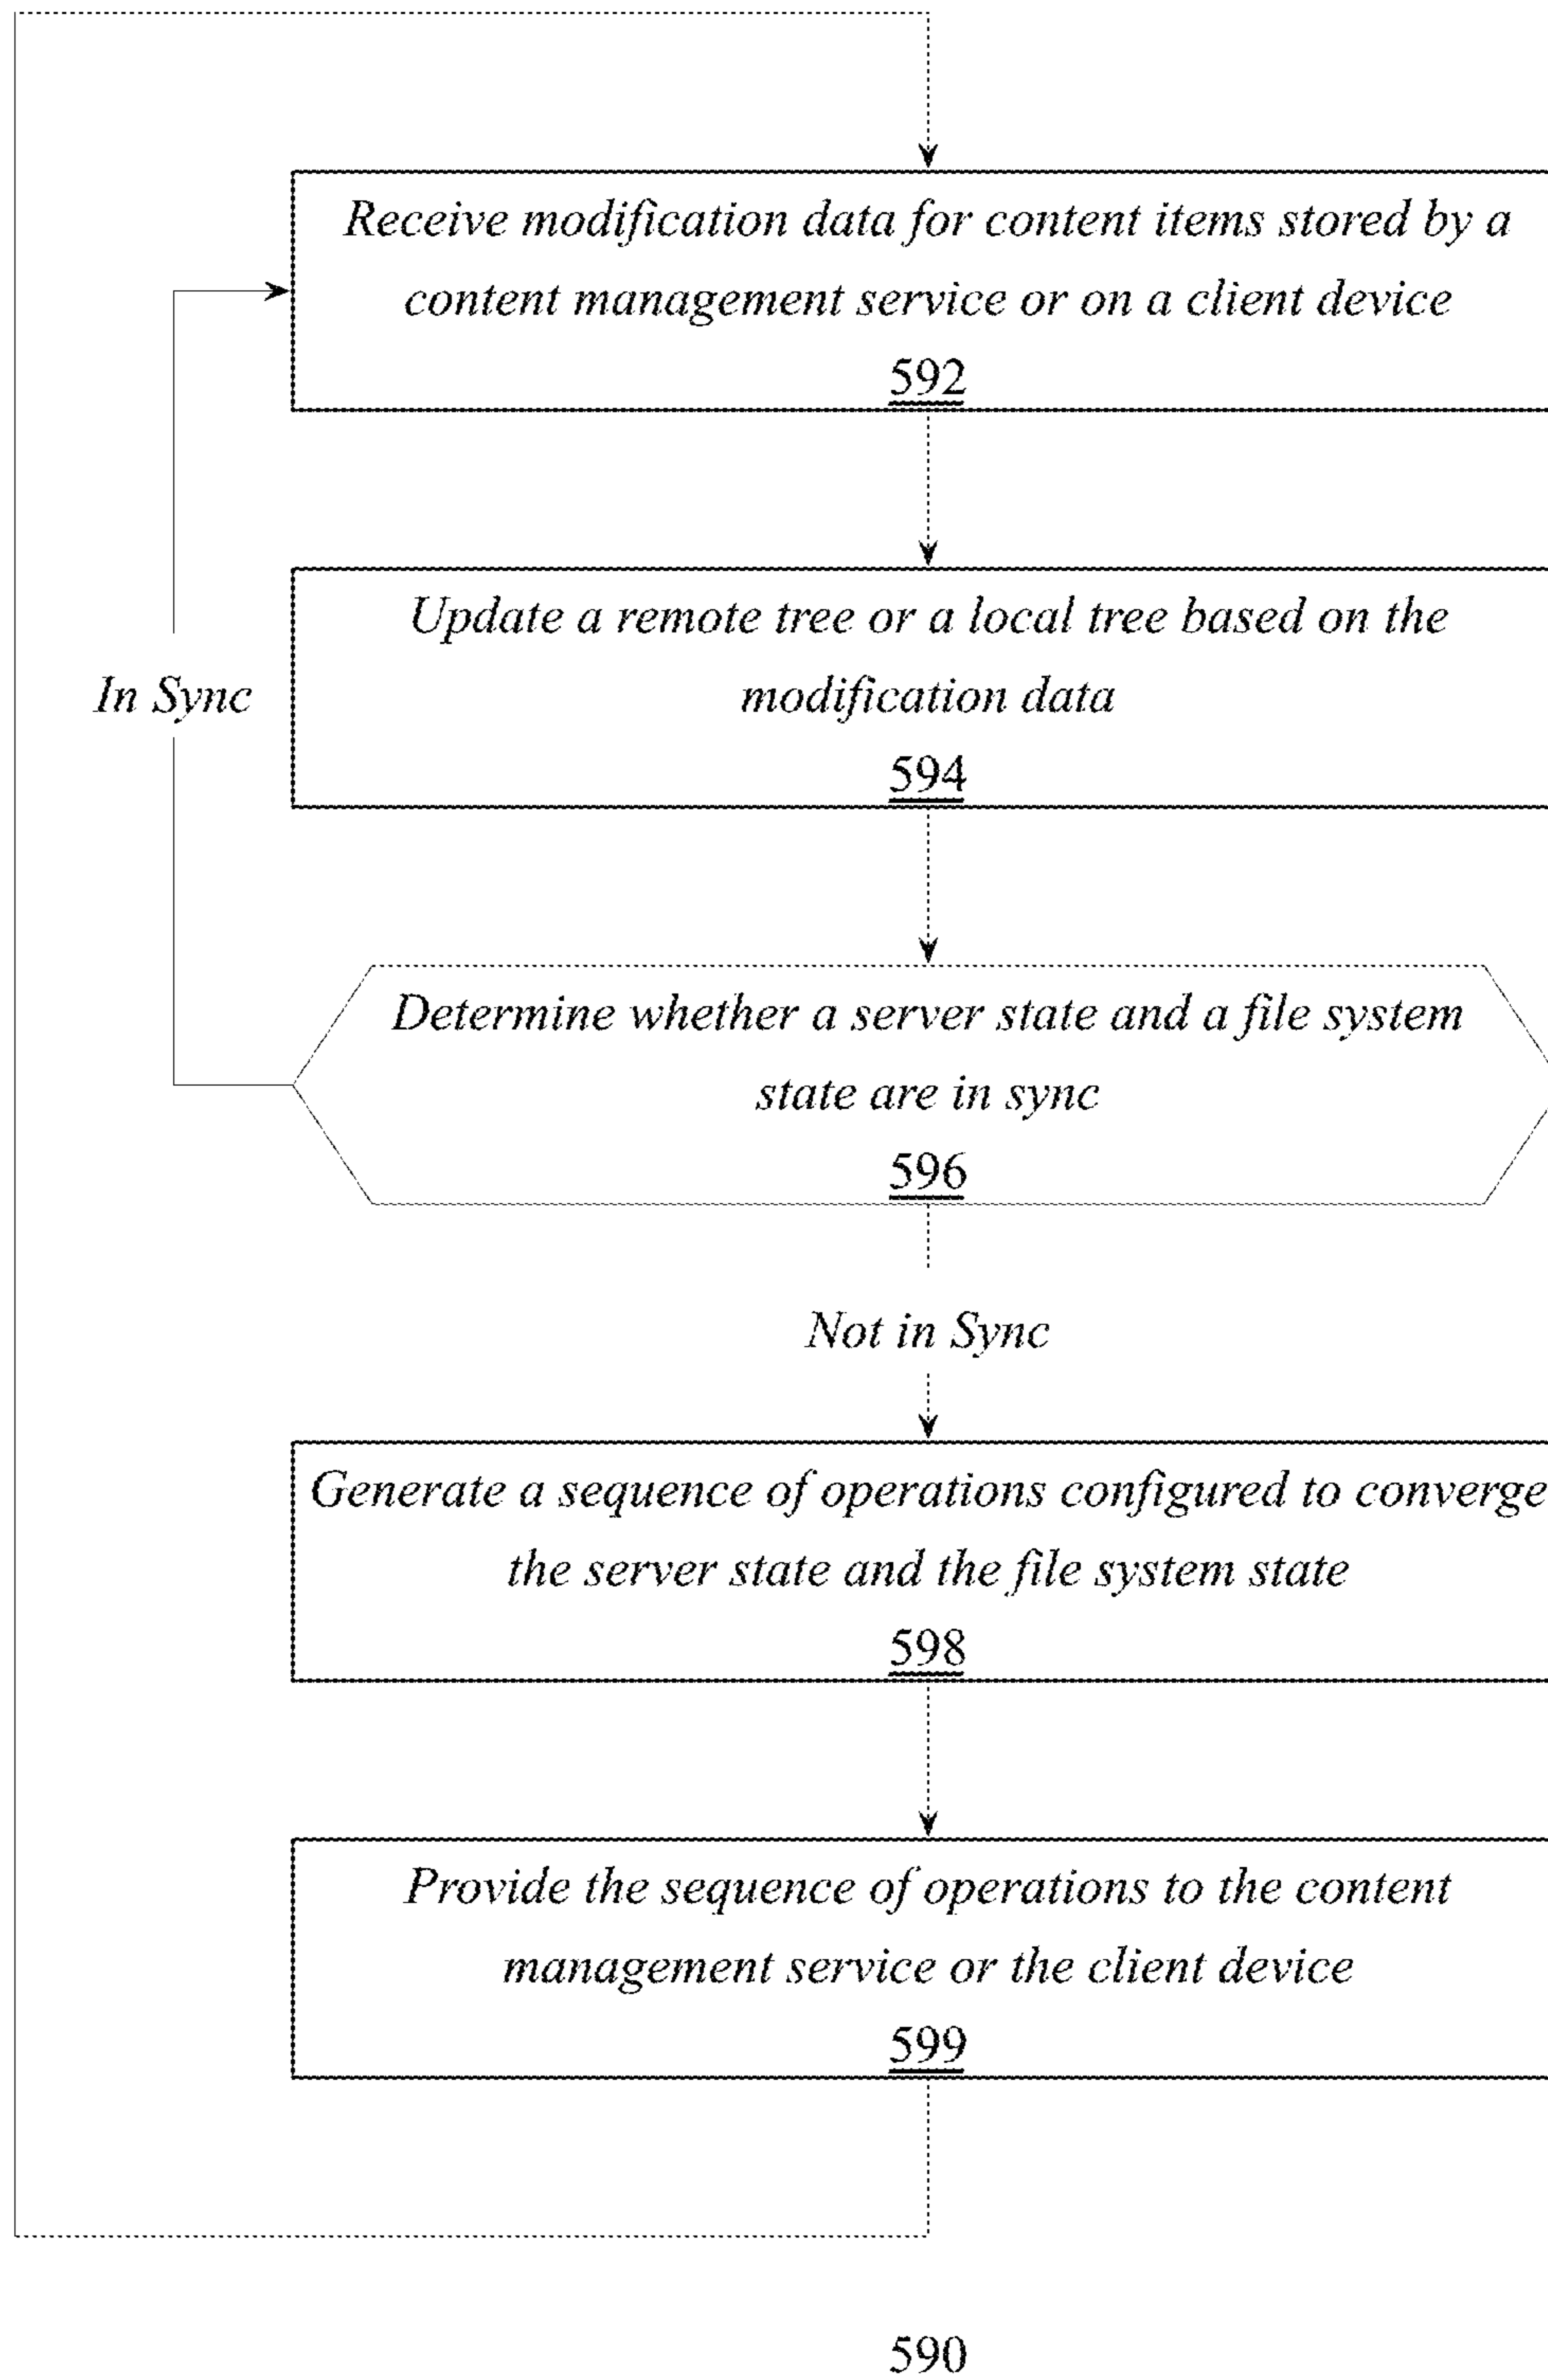 Receive modification data for content items stored by a
content management service or on a client device
592
Update a remote tree or a local tree based on the
modification data
594
In Sync
Determine whether a server state and a file system
state are in sync
596
Not in Sync
Generate a sequence of operations configured to converge
the server state and the file system state
598
Provide the sequence of operations to the content
management service or the client device
599
590